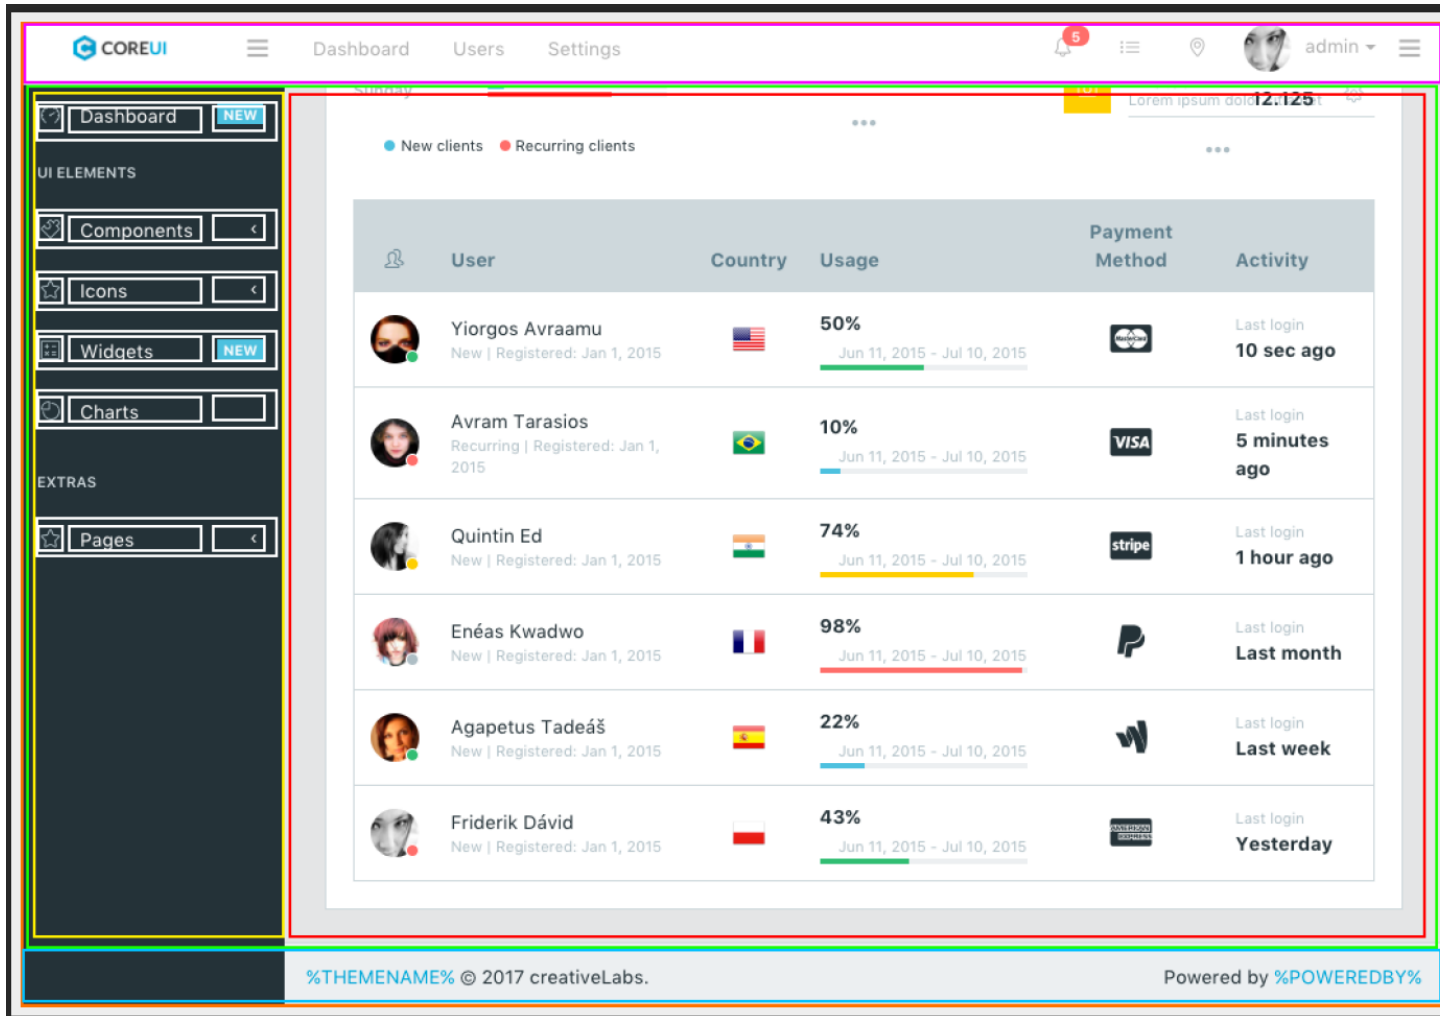 COREUI
Dashboard Users Settings
5
admin
Dashboard NEW
UI ELEMENTS
Components
Icons
Widgets NEW
Charts
EXTRAS
Pages
Sunday
Lorem ipsum dolor
12.125
New clients Recurring clients
User Country Usage Payment Method Activity
Yiorgos Avraamu
New | Registered: Jan 1, 2015
50%
Jun 11, 2015 - Jul 10, 2015
MasterCard
Last login
10 sec ago
Avram Tarasios
Recurring | Registered: Jan 1,
2015
10%
Jun 11, 2015 - Jul 10, 2015
VISA
Last login
5 minutes
ago
Quintin Ed
New | Registered: Jan 1, 2015
74%
Jun 11, 2015 - Jul 10, 2015
stripe
Last login
1 hour ago
Enéas Kwadwo
New | Registered: Jan 1, 2015
98%
Jun 11, 2015 - Jul 10, 2015
Last login
Last month
Agapetus Tadeáš
New | Registered: Jan 1, 2015
22%
Jun 11, 2015 - Jul 10, 2015
Last login
Last week
Friderik Dávid
New | Registered: Jan 1, 2015
43%
Jun 11, 2015 - Jul 10, 2015
AMERICAN
EXPRESS
Last login
Yesterday
%THEMENAME% © 2017 creativeLabs.
Powered by %POWEREDBY%